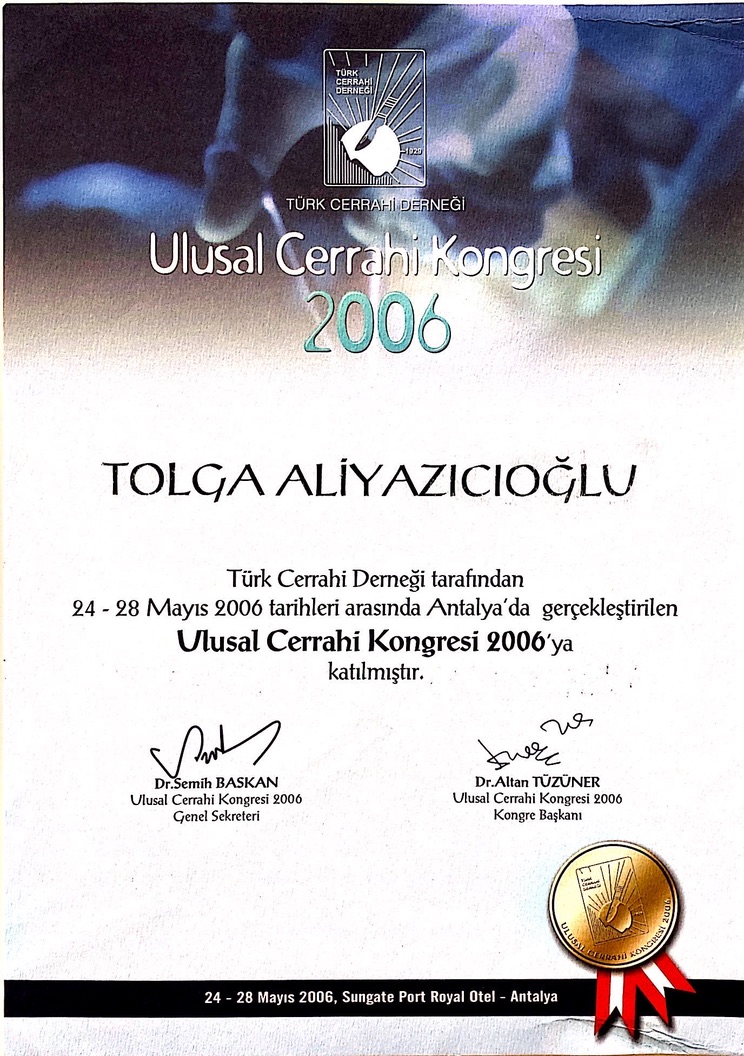 TÜRK
CERRAHİ
DERNEĞİ
1929
TÜRK CERRAHİ DERNEĞİ
Ulusal Cerrahi Kongresi
2006
TOLGA ALİYAZICIOĞLU
Türk Cerrahi Derneği tarafından
24 - 28 Mayıs 2006 tarihleri arasında Antalya'da gerçekleştirilen
Ulusal Cerrahi Kongresi 2006'ya
katılmıştır.
Dr.Semih BASKAN
Ulusal Cerrahi Kongresi 2006
Genel Sekreteri
Dr.Altan TÜZÜNER
Ulusal Cerrahi Kongresi 2006
Kongre Başkanı
TÜRK
CERRAHİ
DERNEĞİ
ULUSAL CERRAHİ KONGRESİ 2006
24 - 28 Mayıs 2006, Sungate Port Royal Otel - Antalya